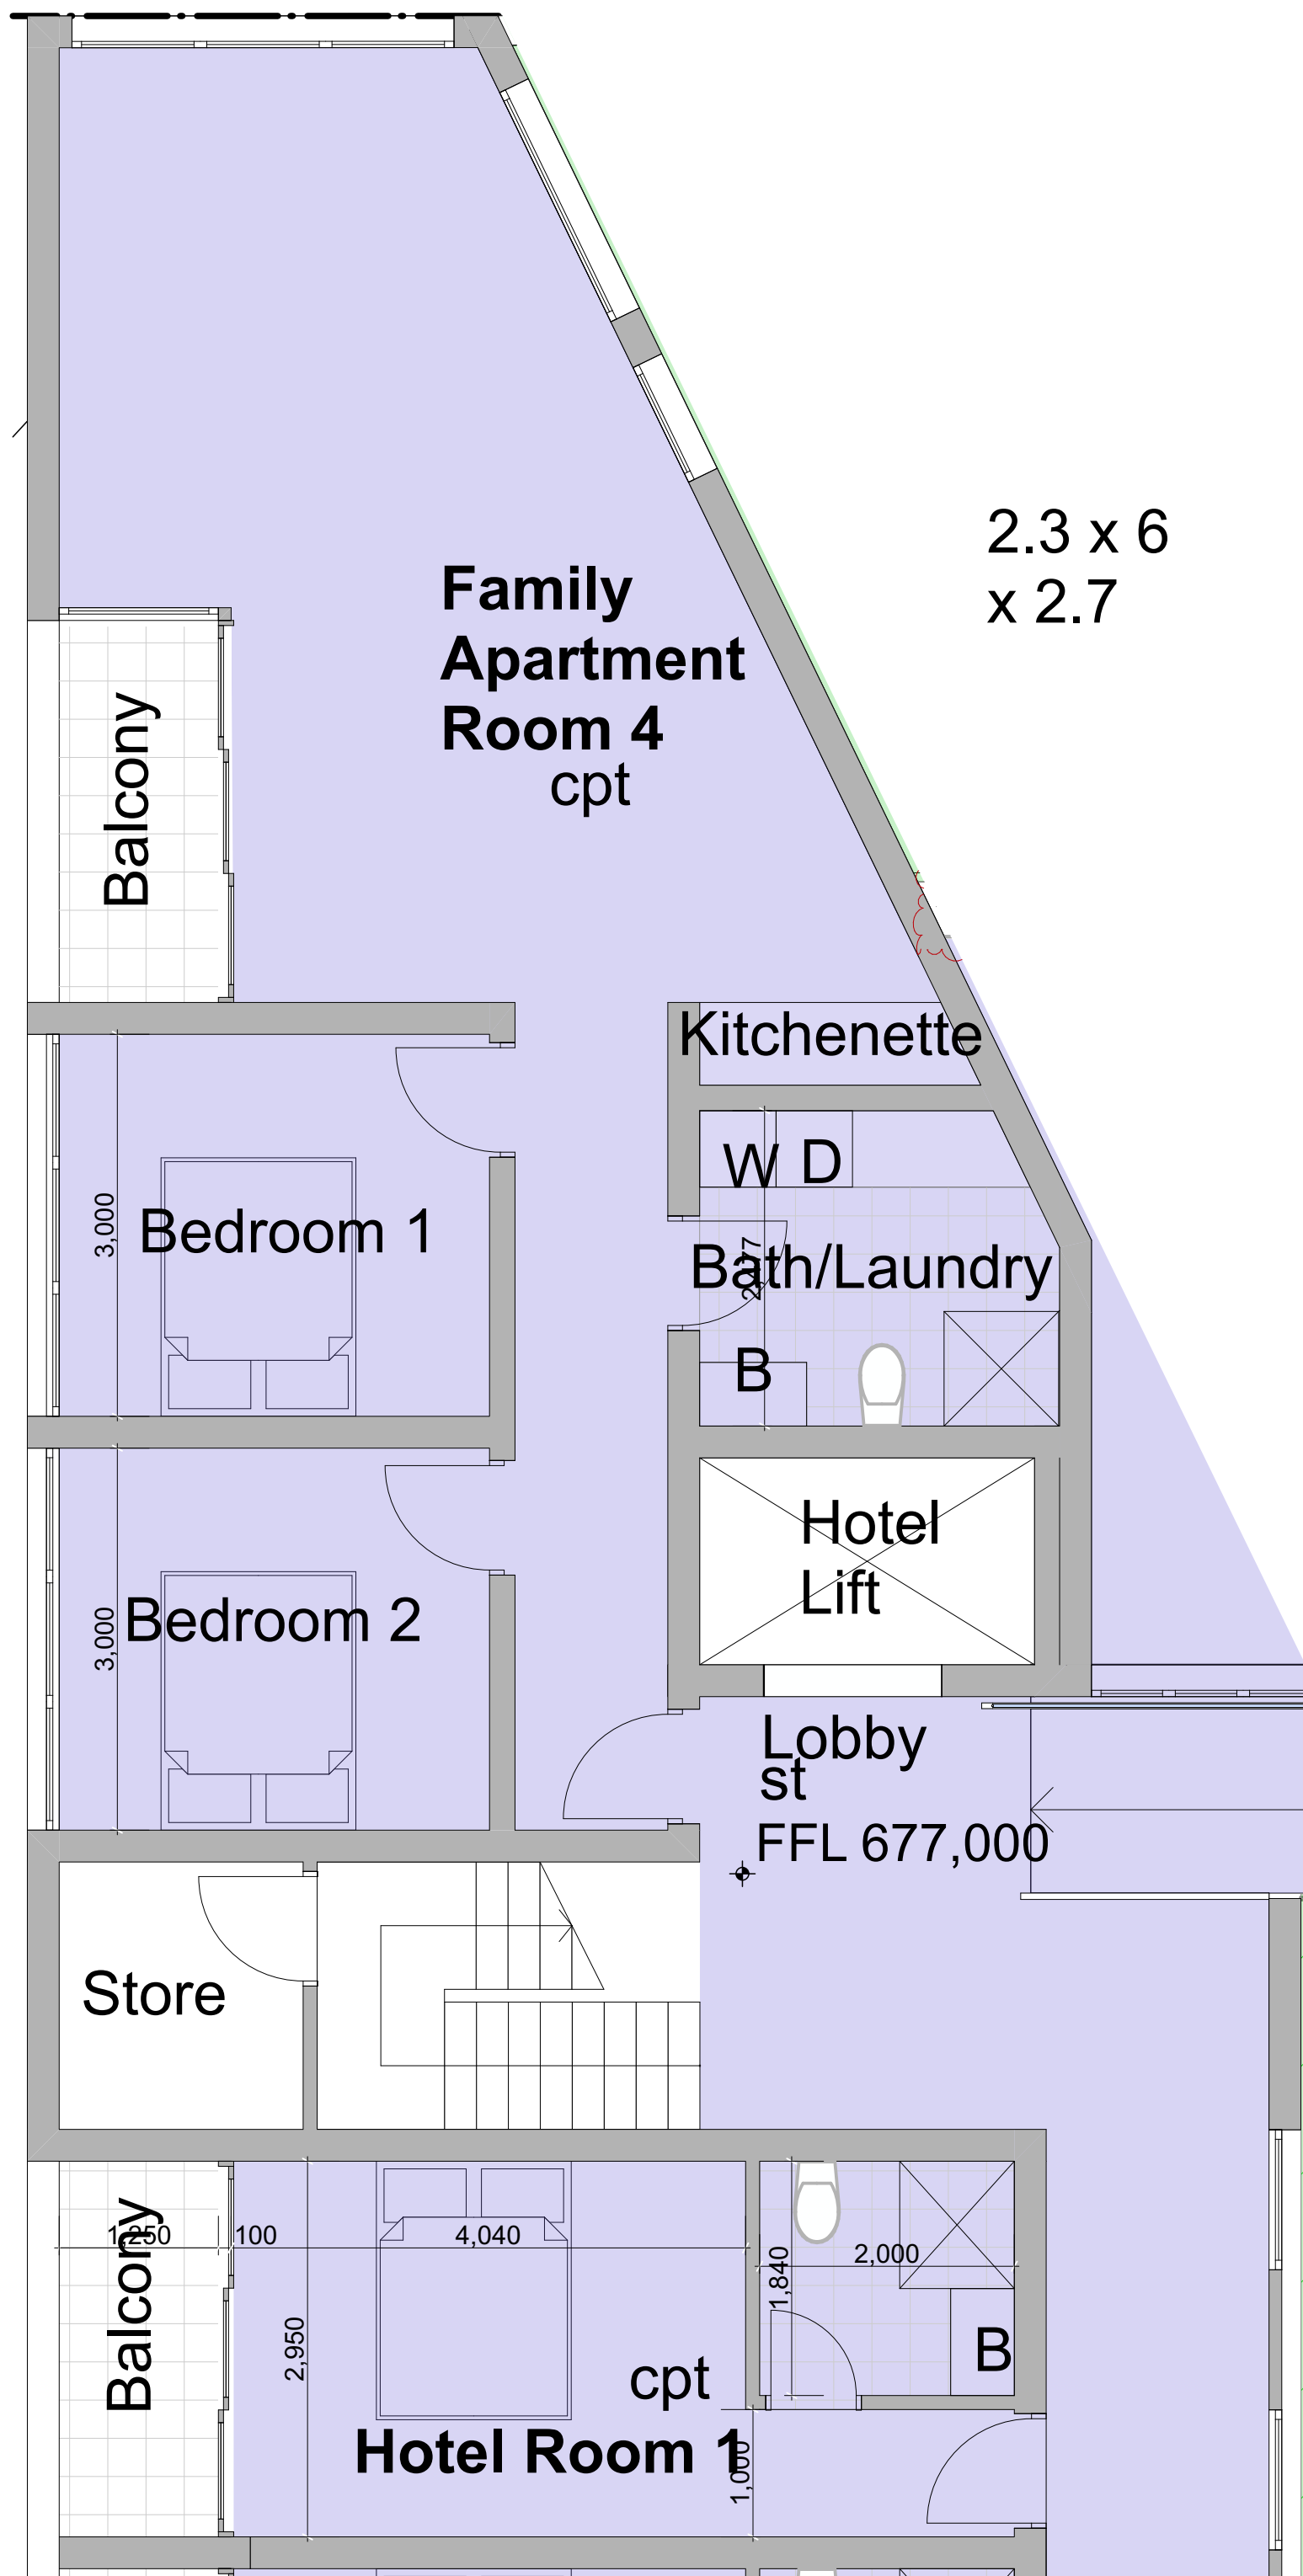 2.3 x 6
x 2.7
Family
Apartment
Room 4
cpt
Balcony
Kitchenette
W D
3,000
Bedroom 1
2,477
Bath/Laundry
B
Hotel
Lift
3,000
Bedroom 2
Lobby
st
FFL 677,000
Store
Balcony
1,250
100
4,040
1,840
2,000
2,950
B
cpt
Hotel Room 1
1,000